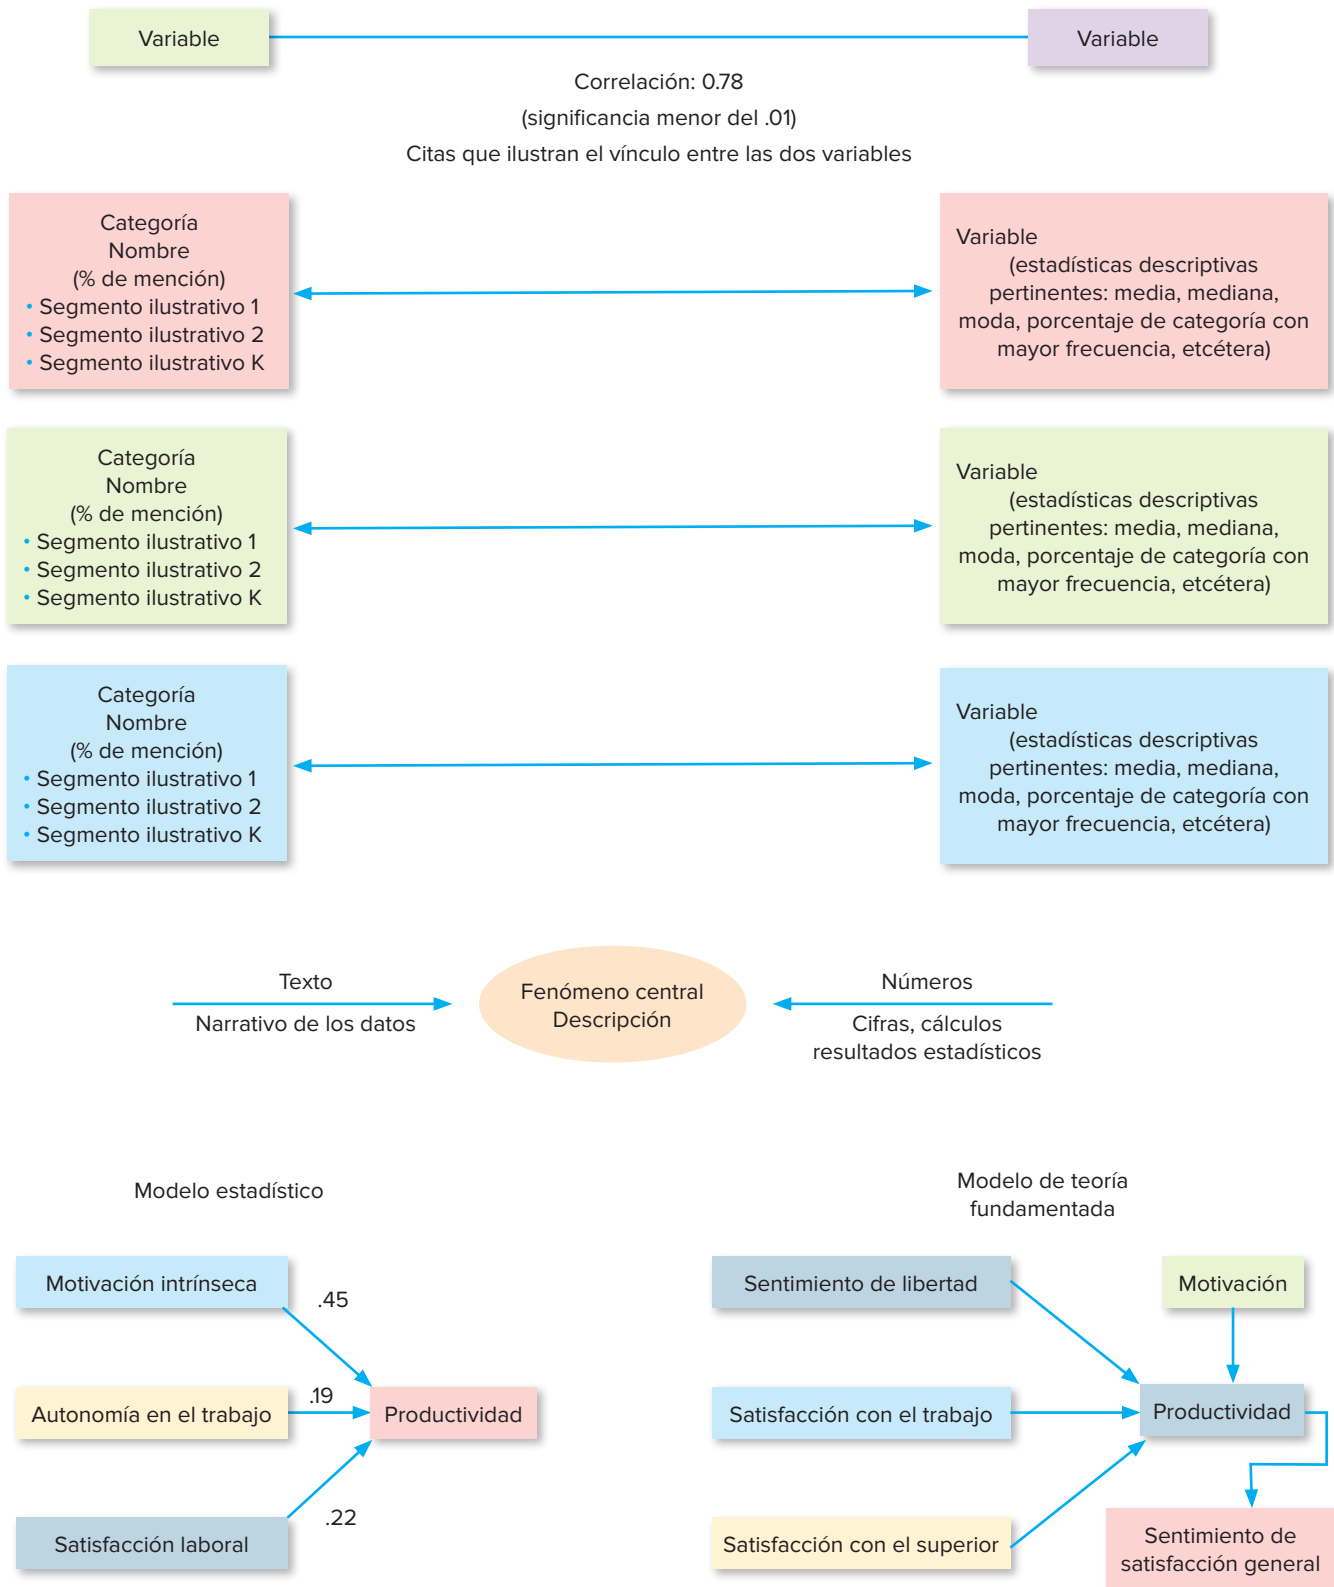 Variable
Variable
Correlación: 0.78
(significancia menor del .01)
Citas que ilustran el vínculo entre las dos variables
Categoría
Nombre
(% de mención)
• Segmento ilustrativo 1
• Segmento ilustrativo 2
• Segmento ilustrativo K
Variable
(estadísticas descriptivas
pertinentes: media, mediana,
moda, porcentaje de categoría con
mayor frecuencia, etcétera)
Categoría
Nombre
(% de mención)
• Segmento ilustrativo 1
• Segmento ilustrativo 2
• Segmento ilustrativo K
Variable
(estadísticas descriptivas
pertinentes: media, mediana,
moda, porcentaje de categoría con
mayor frecuencia, etcétera)
Categoría
Nombre
(% de mención)
• Segmento ilustrativo 1
• Segmento ilustrativo 2
• Segmento ilustrativo K
Variable
(estadísticas descriptivas
pertinentes: media, mediana,
moda, porcentaje de categoría con
mayor frecuencia, etcétera)
Texto
Narrativo de los datos
Fenómeno central
Descripción
Números
Cifras, cálculos
resultados estadísticos
Modelo estadístico
Motivación intrínseca
.45
Autonomía en el trabajo
.19
Productividad
Satisfacción laboral
.22
Modelo de teoría
fundamentada
Sentimiento de libertad
Motivación
Satisfacción con el trabajo
Productividad
Satisfacción con el superior
Sentimiento de
satisfacción general